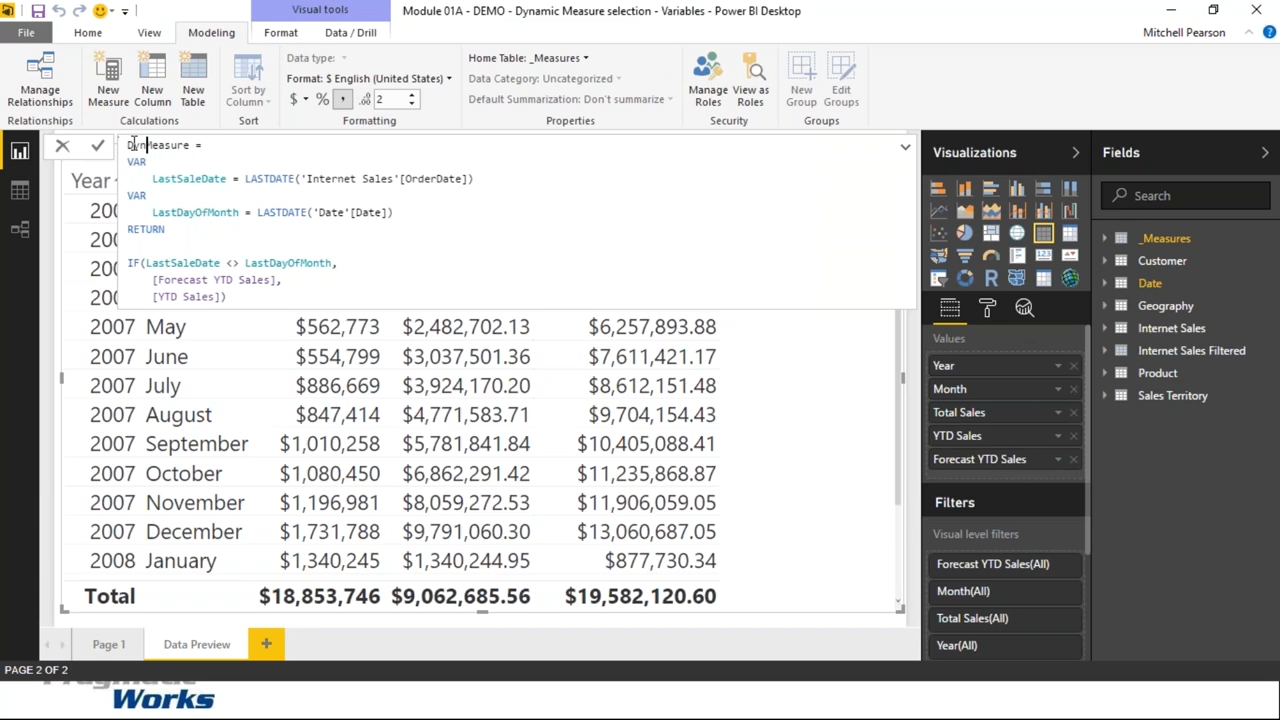 Visual tools
Module 01A - DEMO - Dynamic Measure selection - Variables - Power BI Desktop
File Home View Modeling Format Data / Drill
Mitchell Pearson
Manage Relationships
New Measure
New Column
New Table
Sort by Column
Data type:
Format: $ English (United States)
$ % , .00 2
Home Table: _Measures
Data Category: Uncategorized
Default Summarization: Don't summarize
Manage Roles
View as Roles
New Group
Edit Groups
Relationships Calculations Sort Formatting Properties Security Groups
DynMeasure =
VAR
LastSaleDate = LASTDATE('Internet Sales'[OrderDate])
VAR
LastDayOfMonth = LASTDATE('Date'[Date])
RETURN
IF(LastSaleDate <> LastDayOfMonth,
[Forecast YTD Sales],
[YTD Sales])
Year
2007 May $562,773 $2,482,702.13 $6,257,893.88
2007 June $554,799 $3,037,501.36 $7,611,421.17
2007 July $886,669 $3,924,170.20 $8,612,151.48
2007 August $847,414 $4,771,583.71 $9,704,154.43
2007 September $1,010,258 $5,781,841.84 $10,405,088.41
2007 October $1,080,450 $6,862,291.42 $11,235,868.87
2007 November $1,196,981 $8,059,272.53 $11,906,059.05
2007 December $1,731,788 $9,791,060.30 $13,060,687.05
2008 January $1,340,245 $1,340,244.95 $877,730.34
Total $18,853,746 $9,062,685.56 $19,582,120.60
Page 1 Data Preview
PAGE 2 OF 2
Visualizations
Values
Year
Month
Total Sales
YTD Sales
Forecast YTD Sales
Filters
Visual level filters
Forecast YTD Sales(All)
Month(All)
Total Sales(All)
Year(All)
Fields
Search
_Measures
Customer
Date
Geography
Internet Sales
Internet Sales Filtered
Product
Sales Territory
Works